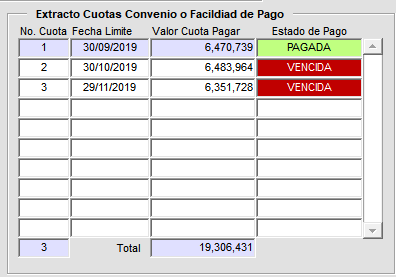 Extracto Cuotas Convenio o Facildiad de Pago
No. Cuota Fecha Limite Valor Cuota Pagar Estado de Pago
1 30/09/2019 6,470,739 PAGADA
2 30/10/2019 6,483,964 VENCIDA
3 29/11/2019 6,351,728 VENCIDA
3 Total 19,306,431